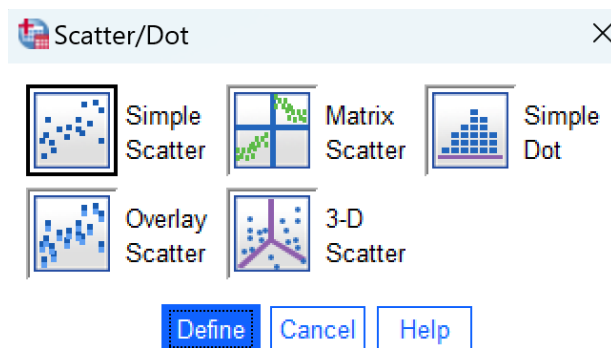 Scatter/Dot
Simple
Scatter
Matrix
Scatter
Simple
Dot
Overlay
Scatter
3-D
Scatter
Define
Cancel
Help